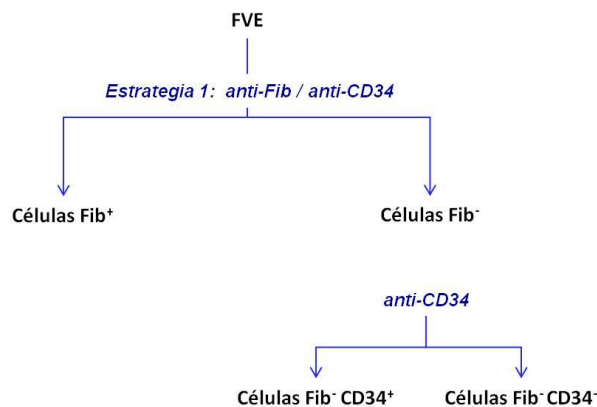 FVE
Estrategia 1: anti-Fib / anti-CD34
Células Fib⁺
Células Fib⁻
anti-CD34
Células Fib⁻ CD34⁺
Células Fib⁻ CD34⁻